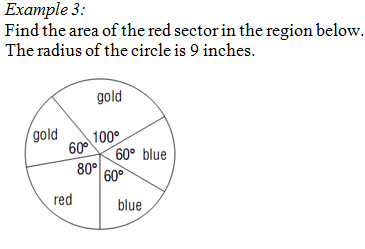 Example 3:
Find the area of the red sector in the region below.
The radius of the circle is 9 inches.
gold
gold
100°
60°
60° blue
80°
60°
red
blue